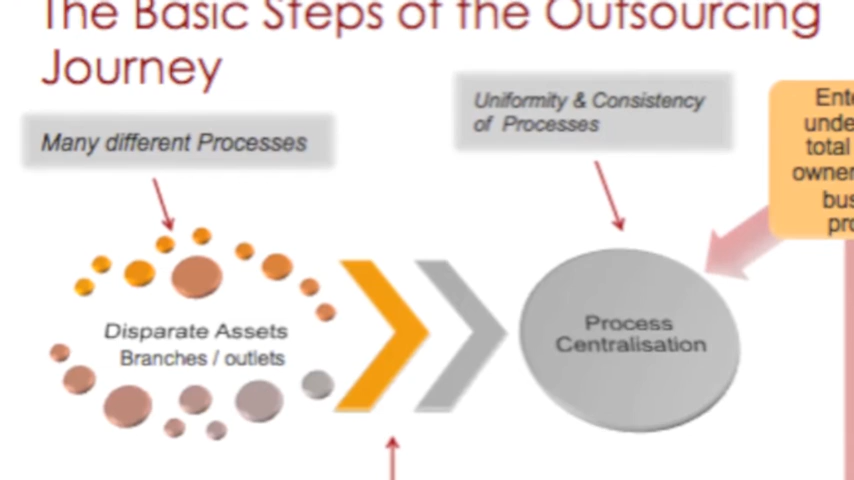 The Basic Steps of the Outsourcing
Journey
Uniformity & Consistency
of Processes
Many different Processes
Disparate Assets
Branches / outlets
Process
Centralisation
total